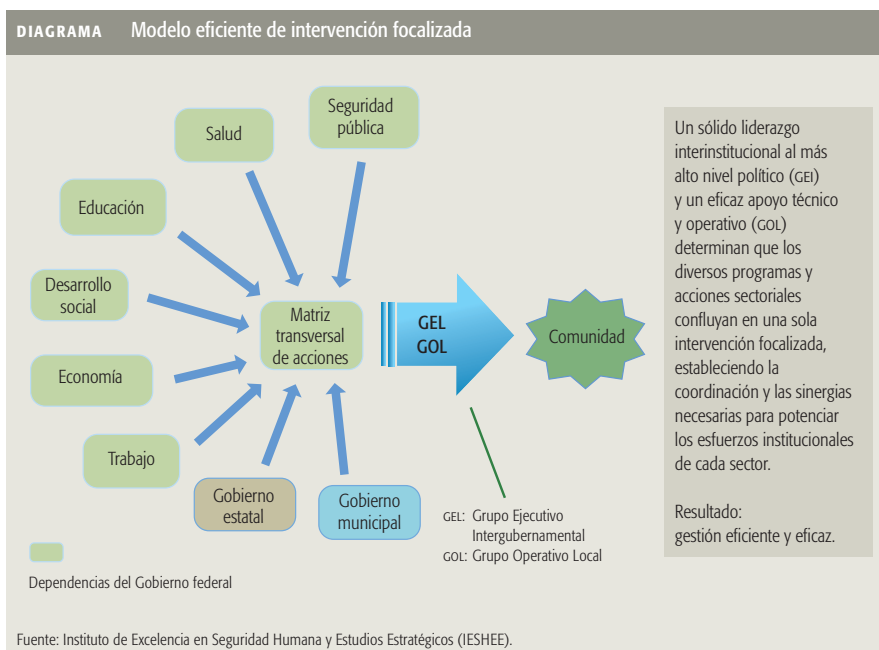 DIAGRAMA Modelo eficiente de intervención focalizada
Seguridad
pública
Salud
Educación
Desarrollo
social
Economía
Trabajo
Gobierno
estatal
Gobierno
municipal
Matriz
transversal
de acciones
GEL
GOL
Comunidad
GEL: Grupo Ejecutivo
Intergubernamental
GOL: Grupo Operativo Local
Un sólido liderazgo
interinstitucional al más
alto nivel político (GEI)
y un eficaz apoyo técnico
y operativo (GOL)
determinan que los
diversos programas y
acciones sectoriales
confluyan en una sola
intervención focalizada,
estableciendo la
coordinación y las sinergias
necesarias para potenciar
los esfuerzos institucionales
de cada sector.
Resultado:
gestión eficiente y eficaz.
Dependencias del Gobierno federal
Fuente: Instituto de Excelencia en Seguridad Humana y Estudios Estratégicos (IESHEE).